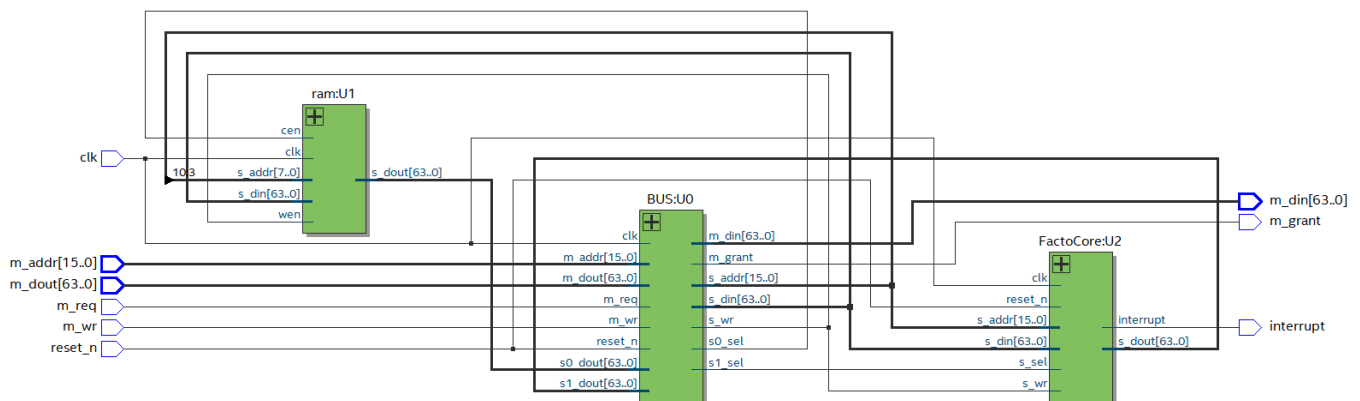 ram:U1
cen
clk
clk
10:3
s_addr[7..0]
s_dout[63..0]
s_din[63..0]
wen
BUS:U0
clk
m_din[63..0]
m_din[63..0]
m_addr[15..0]
m_addr[15..0]
m_grant
m_grant
m_dout[63..0]
m_dout[63..0]
s_addr[15..0]
m_req
m_req
s_din[63..0]
m_wr
m_wr
s_wr
reset_n
reset_n
s0_sel
s0_dout[63..0]
s1_sel
s1_dout[63..0]
FactoCore:U2
clk
reset_n
s_addr[15..0]
interrupt
interrupt
s_din[63..0]
s_dout[63..0]
s_sel
s_wr